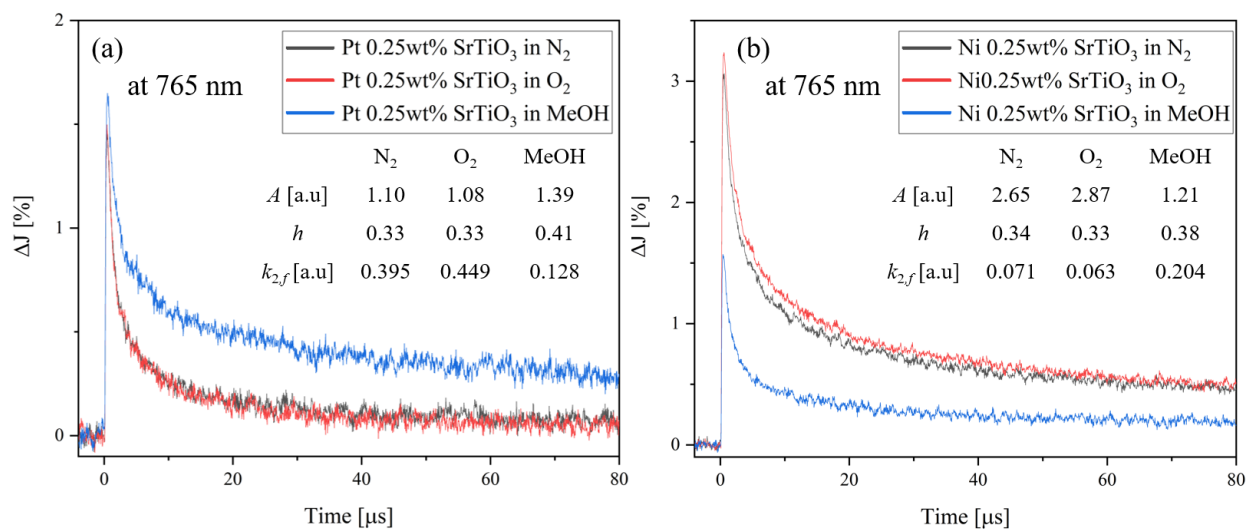 (a)
at 765 nm
Pt 0.25wt% SrTiO₃ in N₂
Pt 0.25wt% SrTiO₃ in O₂
Pt 0.25wt% SrTiO₃ in MeOH
N₂ O₂ MeOH
A [a.u] 1.10 1.08 1.39
h 0.33 0.33 0.41
k₂,f [a.u] 0.395 0.449 0.128
2
1
0
ΔJ [%]
0 20 40 60 80
Time [μs]
(b)
at 765 nm
Ni 0.25wt% SrTiO₃ in N₂
Ni0.25wt% SrTiO₃ in O₂
Ni 0.25wt% SrTiO₃ in MeOH
N₂ O₂ MeOH
A [a.u] 2.65 2.87 1.21
h 0.34 0.33 0.38
k₂,f [a.u] 0.071 0.063 0.204
3
2
1
0
ΔJ [%]
0 20 40 60 80
Time [μs]